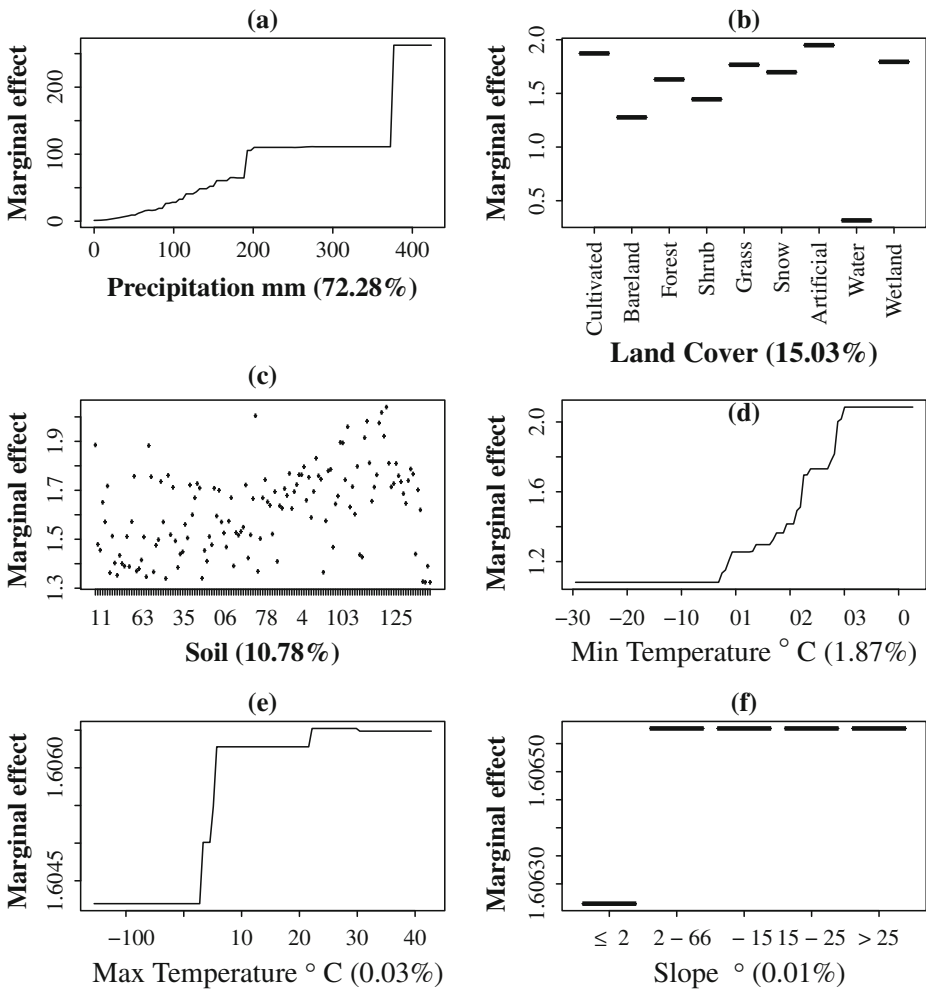 (a)
Marginal effect
0 100 200
0 100 200 300 400
Precipitation mm (72.28%)
(b)
Marginal effect
0.5 1.0 1.5 2.0
Cultivated
Bareland
Forest
Shrub
Grass
Snow
Artificial
Water
Wetland
Land Cover (15.03%)
(c)
Marginal effect
1.3 1.5 1.7 1.9
11 63 35 06 78 4 103 125
Soil (10.78%)
(d)
Marginal effect
1.2 1.6 2.0
−30 −20 −10 01 02 03 0
Min Temperature ° C (1.87%)
(e)
Marginal effect
1.6045 1.6060
−100 10 20 30 40
Max Temperature ° C (0.03%)
(f)
Marginal effect
1.60630 1.60650
≤ 2 2 − 66 − 15 15 − 25 > 25
Slope ° (0.01%)